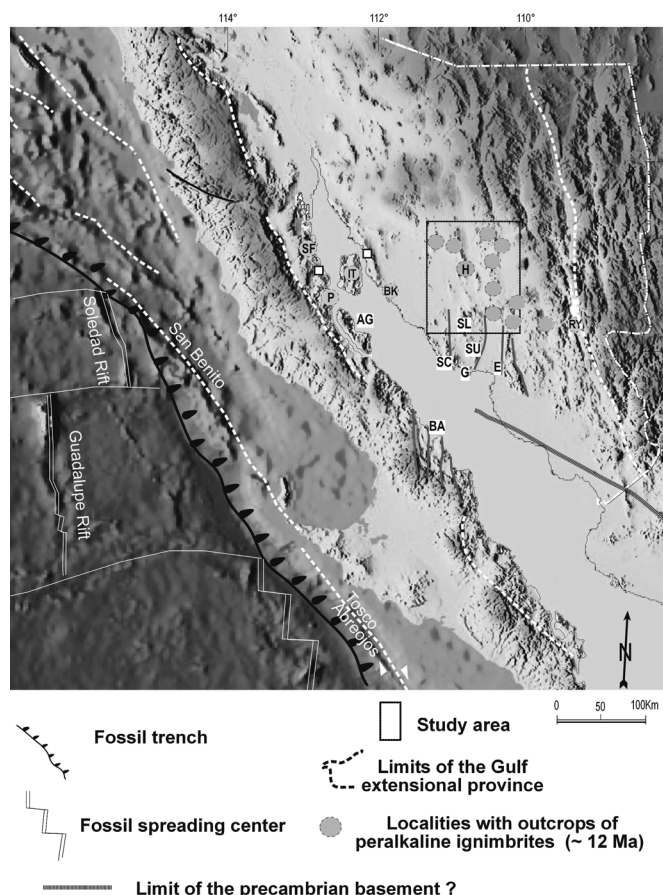 114° 112° 110°
SF
IT
H
P
BK
AG
SL
RY
SU
SC
G
E
BA
Soledad Rift
San Benito
Guadalupe Rift
Tosco
Abreojos
N
0 50 100Km
Fossil trench
Study area
Limits of the Gulf
extensional province
Fossil spreading center
Localities with outcrops of
peralkaline ignimbrites (~ 12 Ma)
Limit of the precambrian basement ?